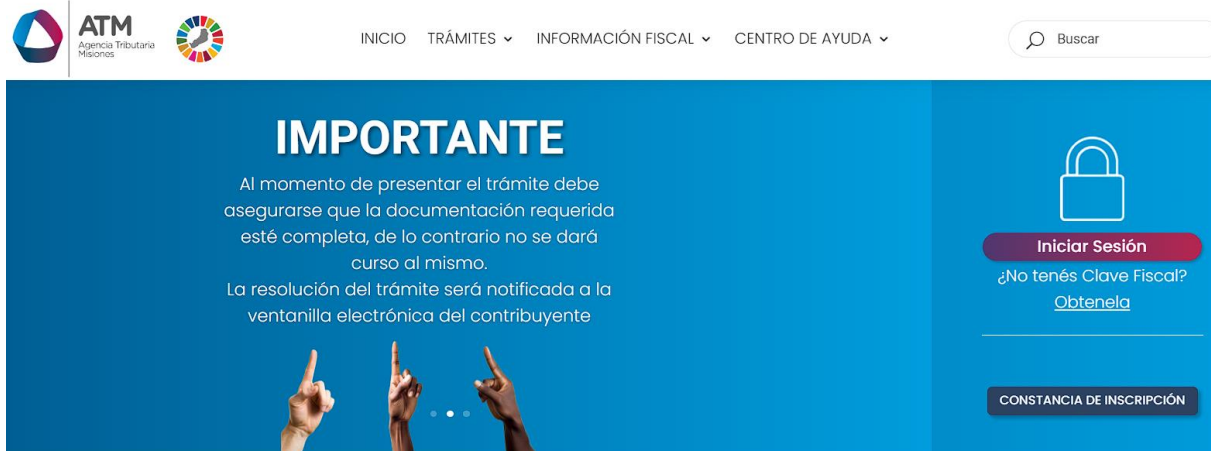 ATM
Agencia Tributaria
Misiones
INICIO TRÁMITES INFORMACIÓN FISCAL CENTRO DE AYUDA
Buscar
IMPORTANTE
Al momento de presentar el trámite debe
asegurarse que la documentación requerida
esté completa, de lo contrario no se dará
curso al mismo.
La resolución del trámite será notificada a la
ventanilla electrónica del contribuyente
Iniciar Sesión
¿No tenés Clave Fiscal?
Obtenela
CONSTANCIA DE INSCRIPCIÓN